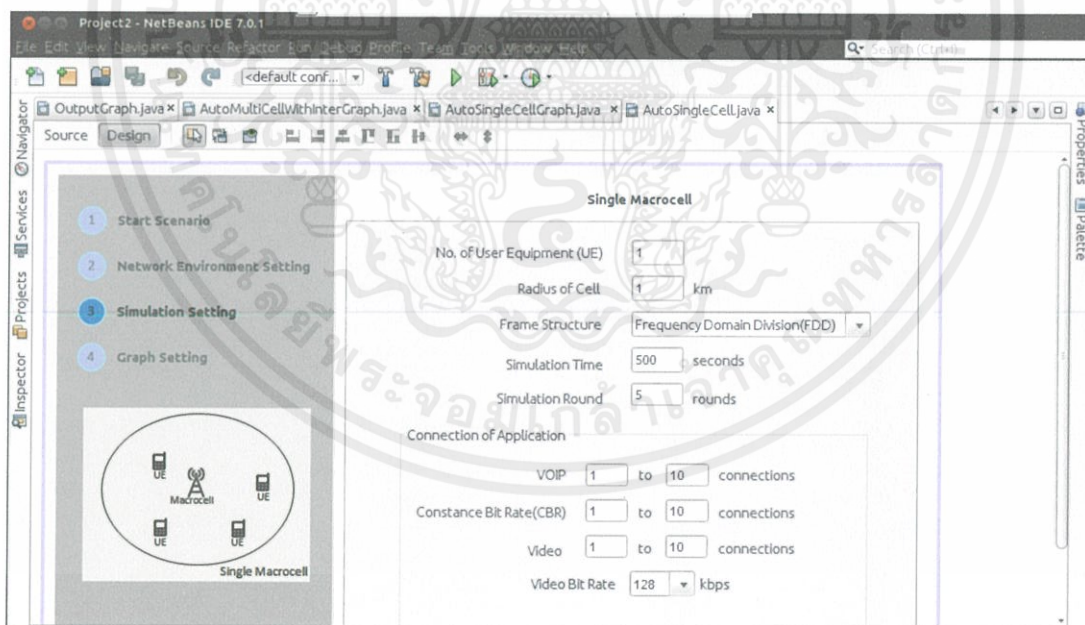 Project2 - NetBeans IDE 7.0.1
File Edit View Navigate Source Refactor Run Debug Profile Team Tools Window Help
Search (Ctrl+I)
<default conf...
OutputGraph.java × AutoMultiCellWithInterGraph.java × AutoSingleCellGraph.java × AutoSingleCell.java ×
Source Design
Navigator
Services
Projects
Inspector
Properties
Palette
1 Start Scenario
2 Network Environment Setting
3 Simulation Setting
4 Graph Setting
UE
Macrocell
UE
UE
UE
Single Macrocell
Single Macrocell
No. of User Equipment (UE) 1
Radius of Cell 1 km
Frame Structure Frequency Domain Division(FDD)
Simulation Time 500 seconds
Simulation Round 5 rounds
Connection of Application
VOIP 1 to 10 connections
Constance Bit Rate(CBR) 1 to 10 connections
Video 1 to 10 connections
Video Bit Rate 128 kbps